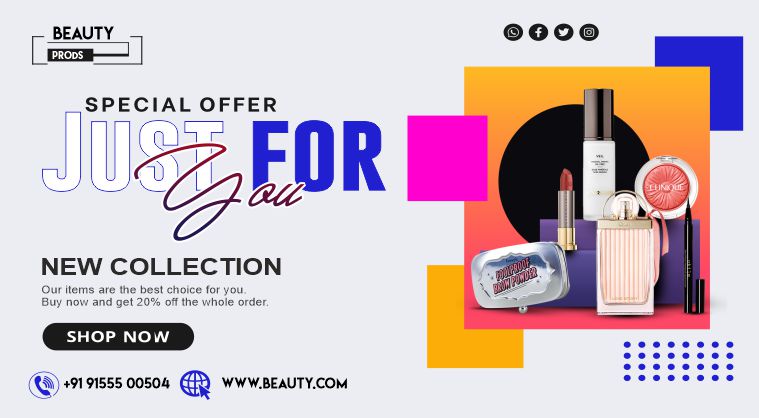 BEAUTY
PRODS
SPECIAL OFFER
JUST FOR
You
NEW COLLECTION
Our items are the best choice for you.
Buy now and get 20% off the whole order.
SHOP NOW
+91 91555 00504
WWW.BEAUTY.COM
VEIL
CLINIQUE
FOOLPROOF
BROW POWDER